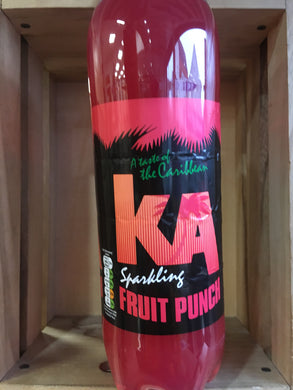 A taste of
the Caribbean
KA
Sparkling
FRUIT PUNCH